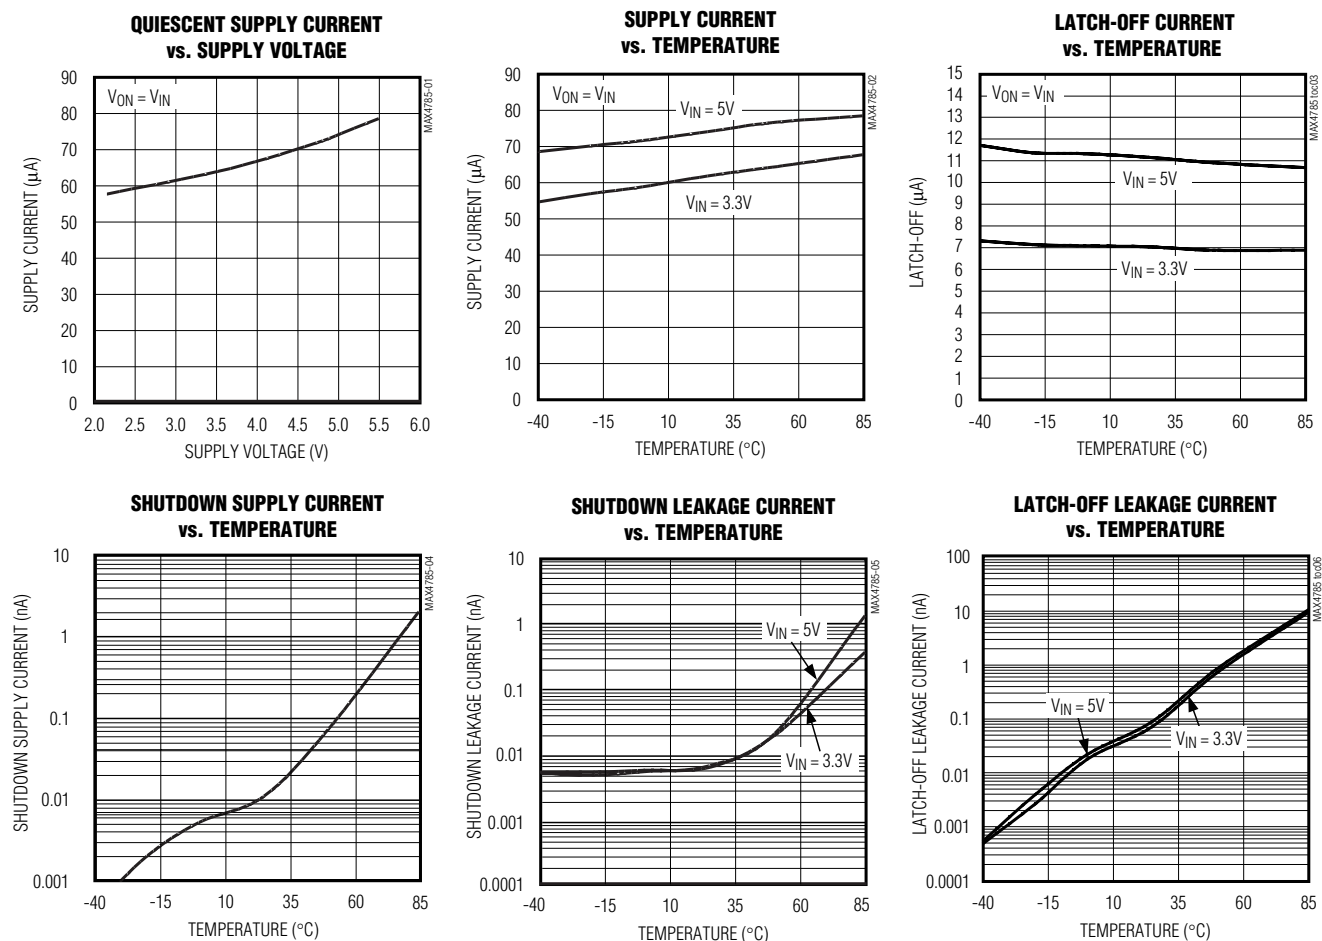 QUIESCENT SUPPLY CURRENT
vs. SUPPLY VOLTAGE
90
80
70
60
50
40
30
20
10
0
SUPPLY CURRENT (µA)
V_ON = V_IN
MAX4785-01
2.0 2.5 3.0 3.5 4.0 4.5 5.0 5.5 6.0
SUPPLY VOLTAGE (V)
SUPPLY CURRENT
vs. TEMPERATURE
90
80
70
60
50
40
30
20
10
0
SUPPLY CURRENT (µA)
V_ON = V_IN
V_IN = 5V
V_IN = 3.3V
MAX4785-02
-40 -15 10 35 60 85
TEMPERATURE (°C)
LATCH-OFF CURRENT
vs. TEMPERATURE
15
14
13
12
11
10
9
8
7
6
5
4
3
2
1
0
LATCH-OFF (µA)
V_ON = V_IN
V_IN = 5V
V_IN = 3.3V
MAX4785 toc03
-40 -15 10 35 60 85
TEMPERATURE (°C)
SHUTDOWN SUPPLY CURRENT
vs. TEMPERATURE
10
1
0.1
0.01
0.001
SHUTDOWN SUPPLY CURRENT (nA)
MAX4785-04
-40 -15 10 35 60 85
TEMPERATURE (°C)
SHUTDOWN LEAKAGE CURRENT
vs. TEMPERATURE
10
1
0.1
0.01
0.001
0.0001
SHUTDOWN LEAKAGE CURRENT (nA)
V_IN = 5V
V_IN = 3.3V
MAX4785-05
-40 -15 10 35 60 85
TEMPERATURE (°C)
LATCH-OFF LEAKAGE CURRENT
vs. TEMPERATURE
100
10
1
0.1
0.01
0.001
0.0001
LATCH-OFF LEAKAGE CURRENT (nA)
V_IN = 5V
V_IN = 3.3V
MAX4785 toc06
-40 -15 10 35 60 85
TEMPERATURE (°C)